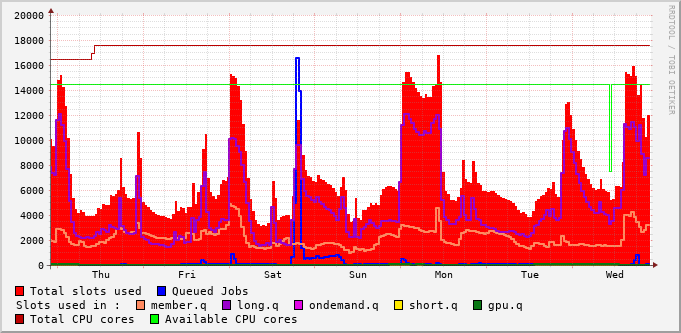 RRDTOOL / TOBI OETIKER
20000
18000
16000
14000
12000
10000
8000
6000
4000
2000
0
Thu Fri Sat Sun Mon Tue Wed
Total slots used Queued Jobs
Slots used in : member.q long.q ondemand.q short.q gpu.q
Total CPU cores Available CPU cores